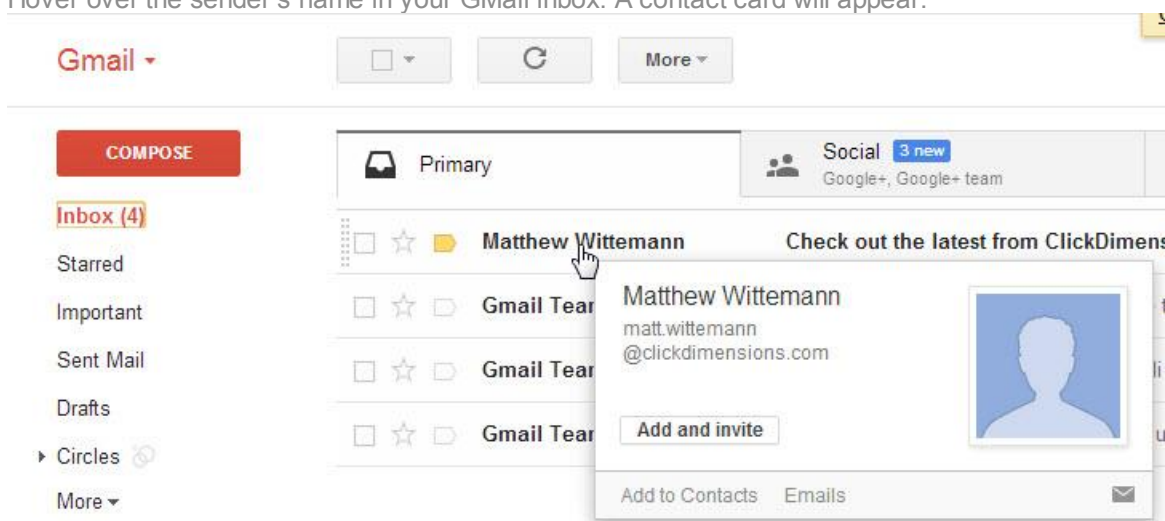 Hover over the sender's name in your GMail inbox. A contact card will appear.
Gmail
More
COMPOSE
Primary
Social 3 new
Google+, Google+ team
Inbox (4)
Starred
Important
Sent Mail
Drafts
Circles
More
Matthew Wittemann Check out the latest from ClickDimens
Gmail Tear
Gmail Tear
Gmail Tear
Matthew Wittemann
matt.wittemann
@clickdimensions.com
Add and invite
Add to Contacts Emails